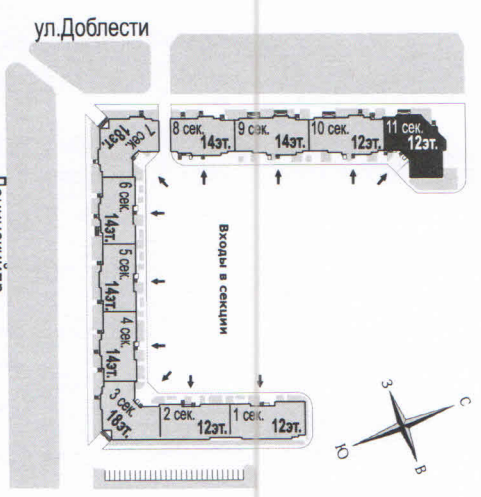 ул.Доблести
7 сек.
18эт.
8 сек.
14эт.
9 сек.
14эт.
10 сек.
12эт.
11 сек.
12эт.
6 сек.
14эт.
5 сек.
14эт.
4 сек.
14эт.
3 сек.
18эт.
2 сек.
12эт.
1 сек.
12эт.
Входы в секции
З
С
Ю
В